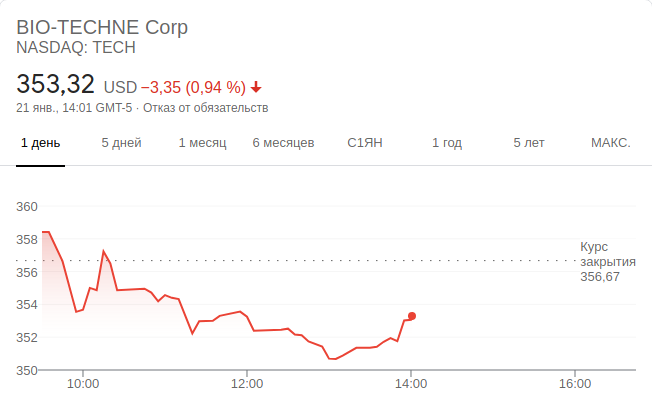 BIO-TECHNE Corp
NASDAQ: TECH
353,32 USD −3,35 (0,94 %)
21 янв., 14:01 GMT-5 · Отказ от обязательств
1 день 5 дней 1 месяц 6 месяцев С1ЯН 1 год 5 лет МАКС.
360
358
Курс
закрытия
356,67
356
354
352
350
10:00 12:00 14:00 16:00